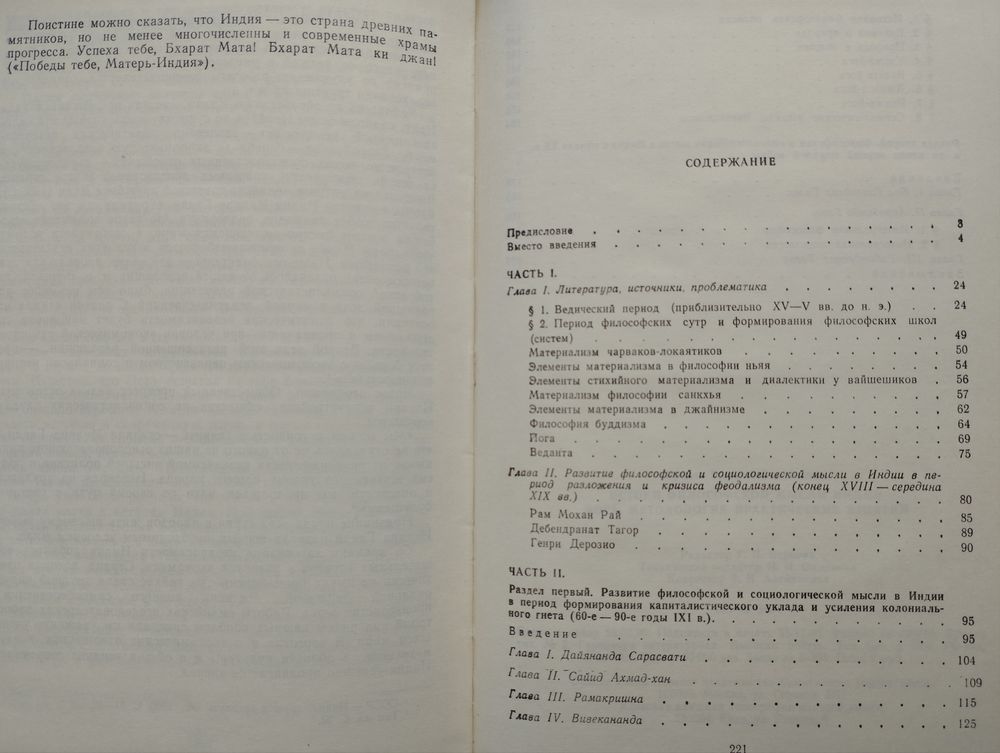 Поистине можно сказать, что Индия — это страна древних па-
мятников, но не менее многочисленны и современные храмы
прогресса. Успеха тебе, Бхарат Мата! Бхарат Мата ки джан!
(«Победы тебе, Матерь-Индия»).
СОДЕРЖАНИЕ
Предисловие . . . . . . . . . . . . . . . . 3
Вместо введения . . . . . . . . . . . . . . . 4
ЧАСТЬ I.
Глава I. Литература, источники, проблематика . . . . . . . 24
§ 1. Ведический период (приблизительно XV—V вв. до н. э.) . . 24
§ 2. Период философских сутр и формирования философских школ
(систем) . . . . . . . . . . . . . . . . 49
Материализм чарваков-локаятиков . . . . . . . . . 50
Элементы материализма в философии ньяя . . . . . . . 54
Элементы стихийного материализма и диалектики у вайшешиков . 56
Материализм философии санкхья . . . . . . . . . 57
Элементы материализма в джайнизме . . . . . . . . 62
Философия буддизма . . . . . . . . . . . . . 64
Йога . . . . . . . . . . . . . . . . . 69
Веданта . . . . . . . . . . . . . . . . 75
Глава II. Развитие философской и социологической мысли в Индии в пе-
риод разложения и кризиса феодализма (конец XVIII — середина
XIX вв.) . . . . . . . . . . . . . . . . 80
Рам Мохан Рай . . . . . . . . . . . . . . 85
Дебендранат Тагор . . . . . . . . . . . . . 89
Генри Дерозио . . . . . . . . . . . . . . 90
ЧАСТЬ II.
Раздел первый. Развитие философской и социологической мысли в Индии
в период формирования капиталистического уклада и усиления колониаль-
ного гнета (60-е — 90-е годы IXI в.). . . . . . . . . . . 95
Введение . . . . . . . . . . . . . . . 95
Глава I. Дайянанда Сарасвати . . . . . . . . . . . 104
Глава II. Сайид Ахмад-хан . . . . . . . . . . . 109
Глава III. Рамакришна . . . . . . . . . . . . . 115
Глава IV. Вивекананда . . . . . . . . . . . . . 125
221